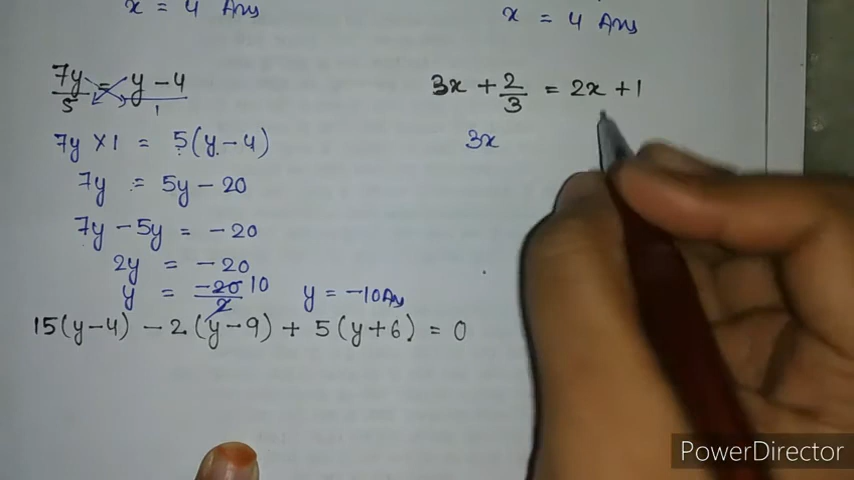 x = 4 Ans
x = 4 Ans
7y/5 = y - 4/1
7y × 1 = 5(y - 4)
7y = 5y - 20
7y - 5y = -20
2y = -20
y = -20/2 10
y = -10 Ans
15(y-4) - 2(y-9) + 5(y+6) = 0
3x + 2/3 = 2x + 1
3x
PowerDirector